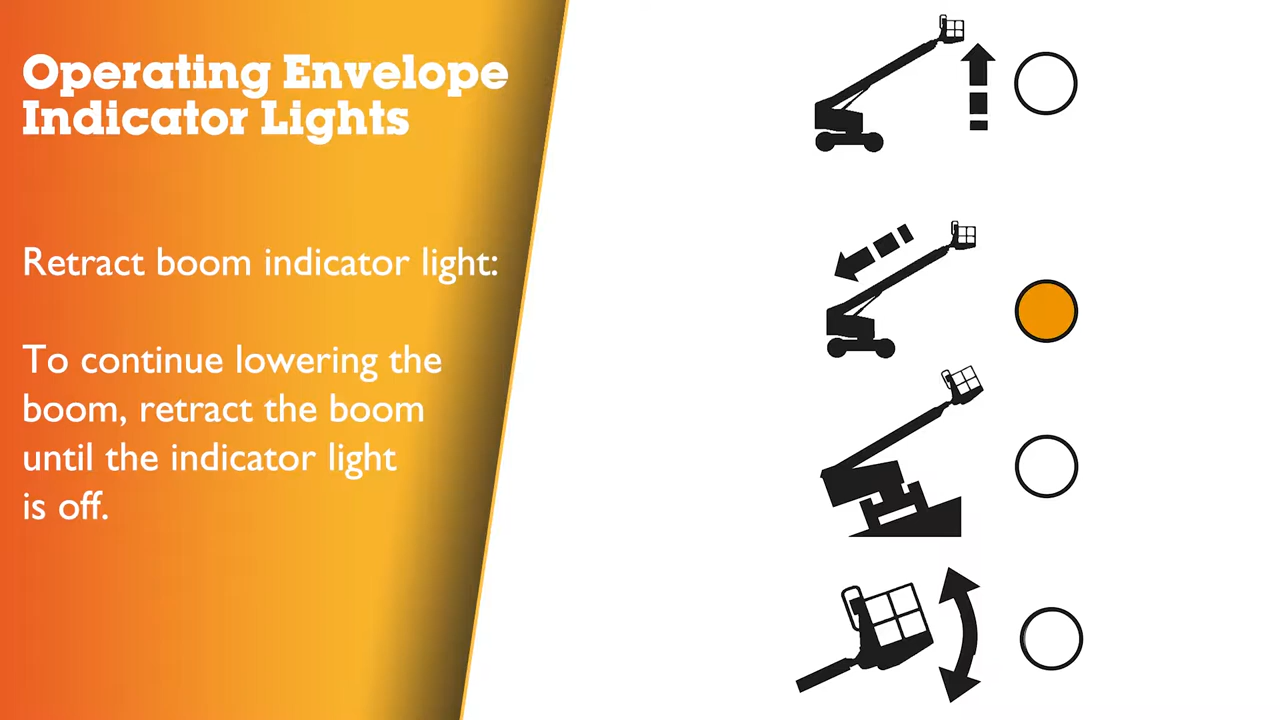 Operating Envelope
Indicator Lights
Retract boom indicator light:
To continue lowering the
boom, retract the boom
until the indicator light
is off.